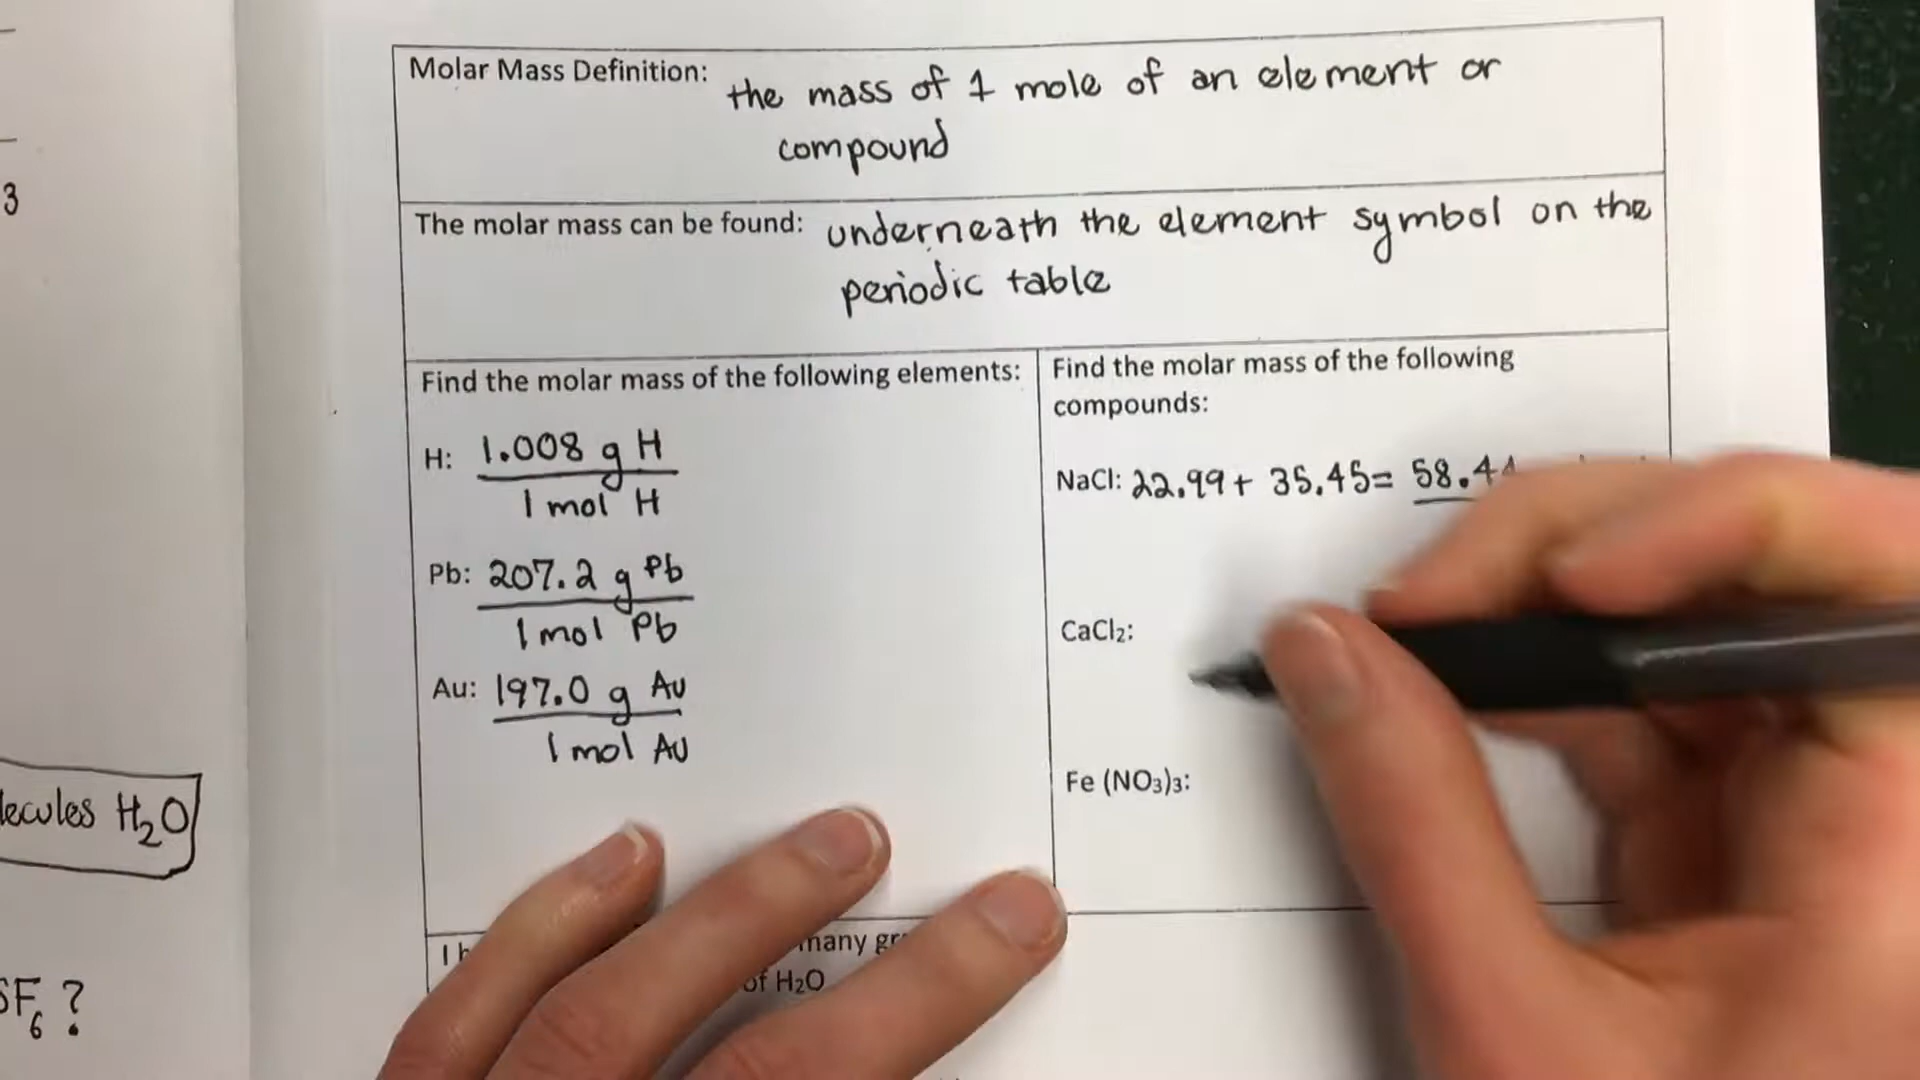 3
H₂O
SF₆ ?
Molar Mass Definition: the mass of 1 mole of an element or
compound
The molar mass can be found: underneath the element symbol on the
periodic table
Find the molar mass of the following elements:
H: 1.008 g H
1 mol H
Pb: 207.2 g Pb
1 mol Pb
Au: 197.0 g Au
1 mol Au
Find the molar mass of the following
compounds:
NaCl: 22.99 + 35.45 = 58.44
CaCl₂:
Fe (NO₃)₃:
I
many
of H₂O